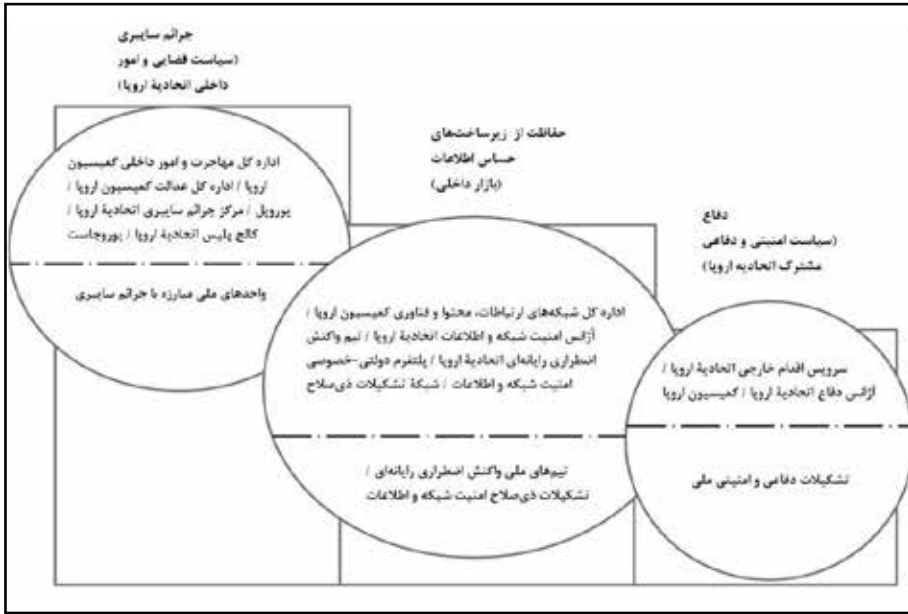 جرائم سایبری
(سیاست قضایی و امور
داخلی اتحادیهٔ اروپا)
اداره کل مهاجرت و امور داخلی کمیسیون
اروپا / اداره کل عدالت کمیسیون اروپا /
یوروپل / مرکز جرائم سایبری اتحادیهٔ اروپا /
کالج پلیس اتحادیهٔ اروپا / یوروجاست
واحدهای ملی مبارزه با جرائم سایبری
حفاظت از زیرساخت‌های
حساس اطلاعات
(بازار داخلی)
اداره کل شبکه‌های ارتباطات، محتوا و فناوری کمیسیون اروپا /
آژانس امنیت شبکه و اطلاعات اتحادیهٔ اروپا / تیم واکنش
اضطراری رایانه‌ای اتحادیهٔ اروپا / پلتفرم دولتی-خصوصی
امنیت شبکه و اطلاعات / شبکهٔ تشکیلات ذی‌صلاح
تیم‌های ملی واکنش اضطراری رایانه‌ای /
تشکیلات ذی‌صلاح امنیت شبکه و اطلاعات
دفاع
(سیاست امنیتی و دفاعی
مشترک اتحادیه اروپا)
سرویس اقدام خارجی اتحادیهٔ اروپا /
آژانس دفاع اتحادیهٔ اروپا / کمیسیون اروپا
تشکیلات دفاعی و امنیتی ملی